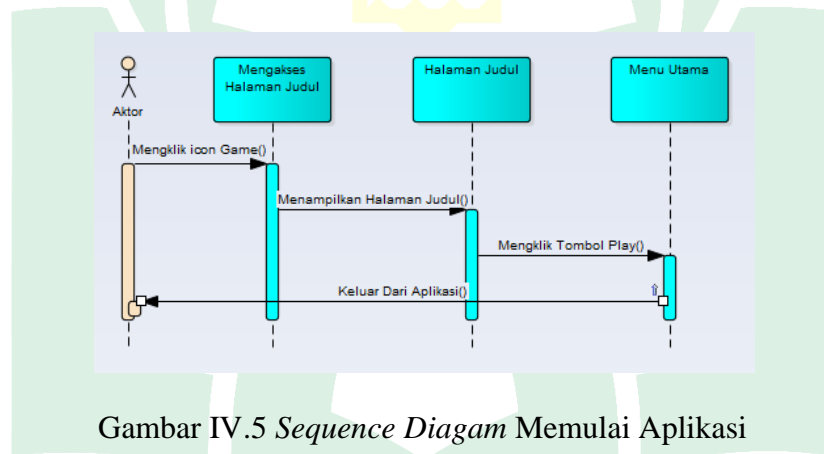 Mengakses
Halaman Judul
Halaman Judul
Menu Utama
Aktor
Mengklik icon Game()
Menampilkan Halaman Judul()
Mengklik Tombol Play()
Keluar Dari Aplikasi()
Gambar IV.5 Sequence Diagam Memulai Aplikasi